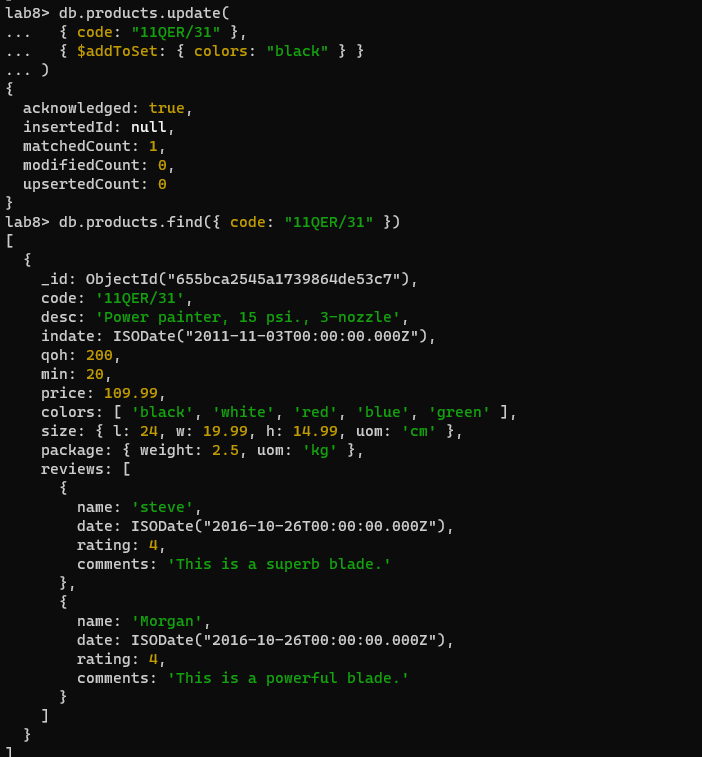 lab8> db.products.update(
...   { code: "11QER/31" },
...   { $addToSet: { colors: "black" } }
... )
{
  acknowledged: true,
  insertedId: null,
  matchedCount: 1,
  modifiedCount: 0,
  upsertedCount: 0
}
lab8> db.products.find({ code: "11QER/31" })
[
  {
    _id: ObjectId("655bca2545a1739864de53c7"),
    code: '11QER/31',
    desc: 'Power painter, 15 psi., 3-nozzle',
    indate: ISODate("2011-11-03T00:00:00.000Z"),
    qoh: 200,
    min: 20,
    price: 109.99,
    colors: [ 'black', 'white', 'red', 'blue', 'green' ],
    size: { l: 24, w: 19.99, h: 14.99, uom: 'cm' },
    package: { weight: 2.5, uom: 'kg' },
    reviews: [
      {
        name: 'steve',
        date: ISODate("2016-10-26T00:00:00.000Z"),
        rating: 4,
        comments: 'This is a superb blade.'
      },
      {
        name: 'Morgan',
        date: ISODate("2016-10-26T00:00:00.000Z"),
        rating: 4,
        comments: 'This is a powerful blade.'
      }
    ]
  }
]